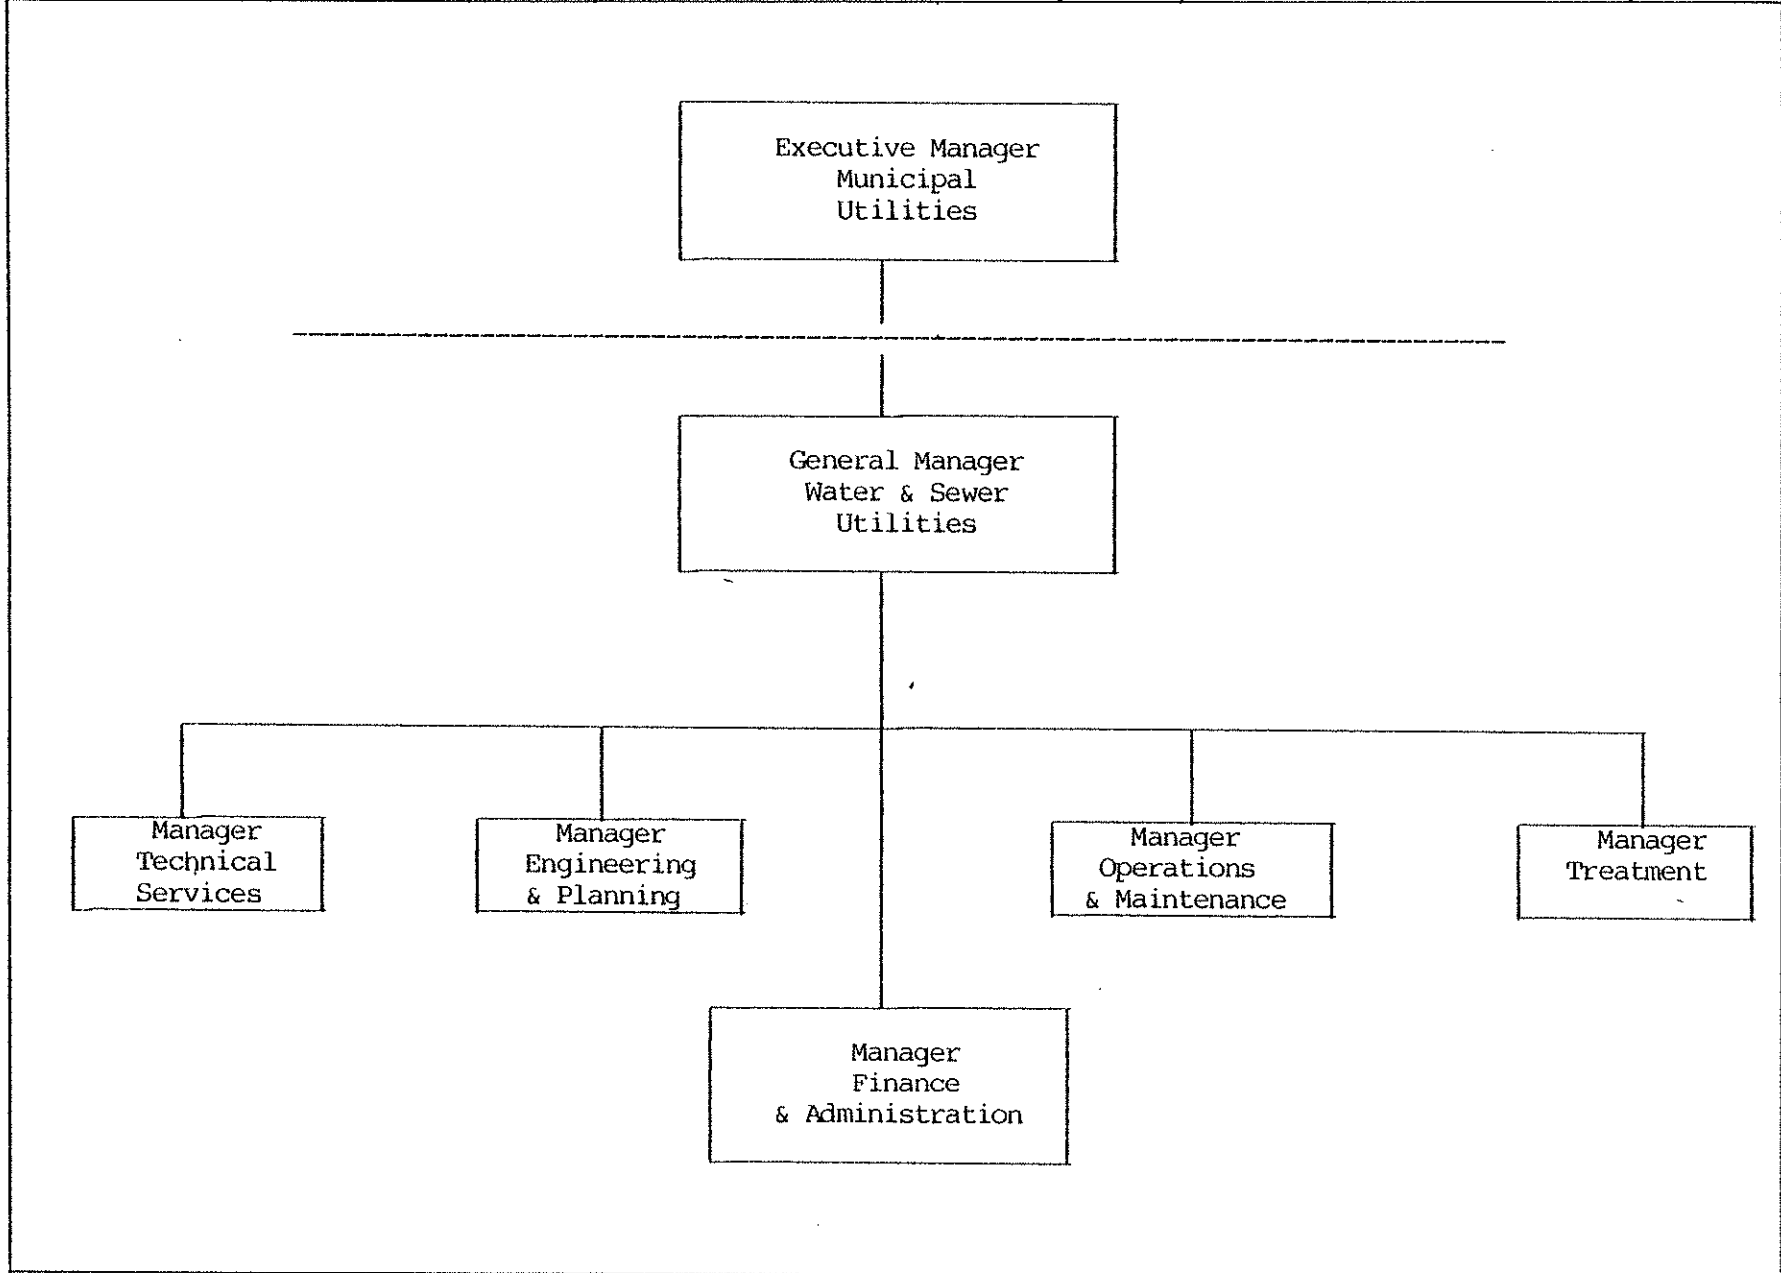 Executive Manager
Municipal
Utilities
General Manager
Water & Sewer
Utilities
Manager
Technical
Services
Manager
Engineering
& Planning
Manager
Operations
& Maintenance
Manager
Treatment
Manager
Finance
& Administration